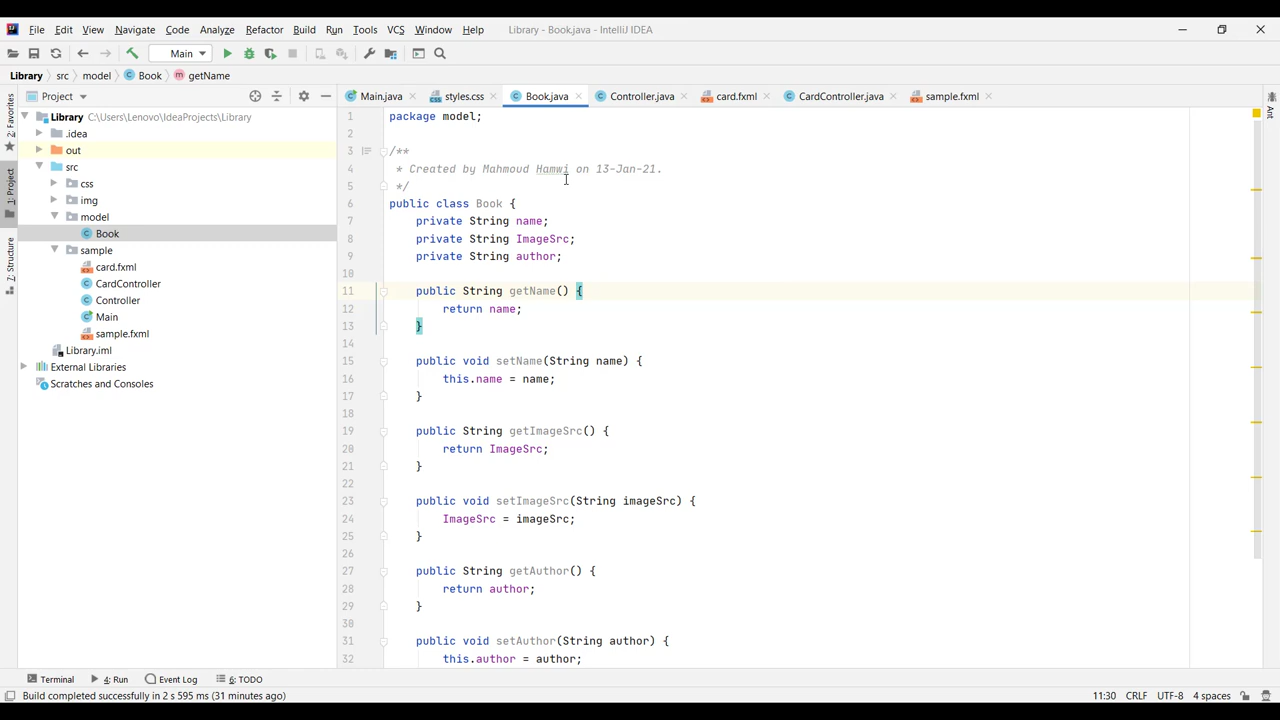 File Edit View Navigate Code Analyze Refactor Build Run Tools VCS Window Help Library - Book.java - IntelliJ IDEA
Main
Library src model Book getName
Project
Main.java styles.css Book.java Controller.java card.fxml CardController.java sample.fxml
2: Favorites
1: Project
7: Structure
Ant
Library C:\Users\Lenovo\IdeaProjects\Library
.idea
out
src
css
img
model
Book
sample
card.fxml
CardController
Controller
Main
sample.fxml
Library.iml
External Libraries
Scratches and Consoles
1 package model;
2
3 /**
4 * Created by Mahmoud Hamwi on 13-Jan-21.
5 */
6 public class Book {
7 private String name;
8 private String ImageSrc;
9 private String author;
10
11 public String getName() {
12 return name;
13 }
14
15 public void setName(String name) {
16 this.name = name;
17 }
18
19 public String getImageSrc() {
20 return ImageSrc;
21 }
22
23 public void setImageSrc(String imageSrc) {
24 ImageSrc = imageSrc;
25 }
26
27 public String getAuthor() {
28 return author;
29 }
30
31 public void setAuthor(String author) {
32 this.author = author;
Terminal 4: Run Event Log 6: TODO
Build completed successfully in 2 s 595 ms (31 minutes ago) 11:30 CRLF UTF-8 4 spaces